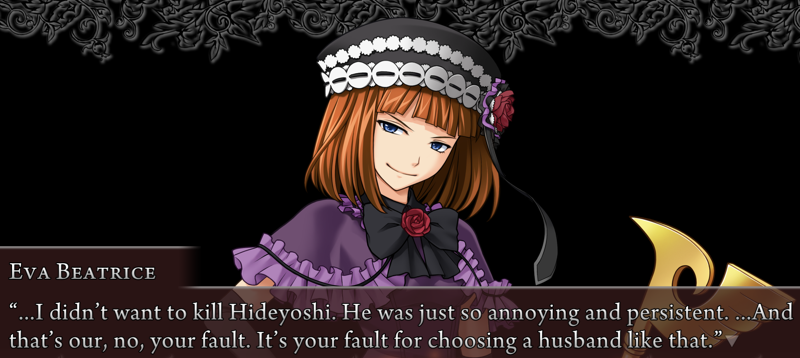 Eva Beatrice
“...I didn’t want to kill Hideyoshi. He was just so annoying and persistent. ...And
that’s our, no, your fault. It’s your fault for choosing a husband like that.”